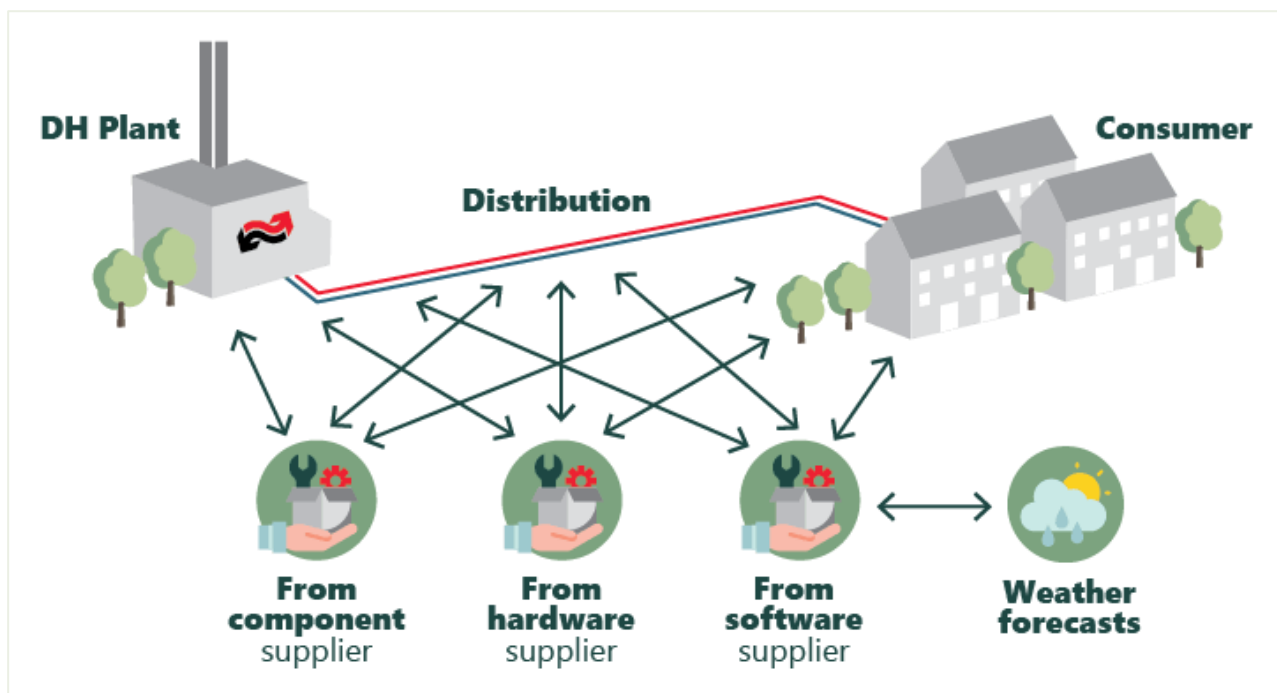 DH Plant
Consumer
Distribution
From
component
supplier
From
hardware
supplier
From
software
supplier
Weather
forecasts